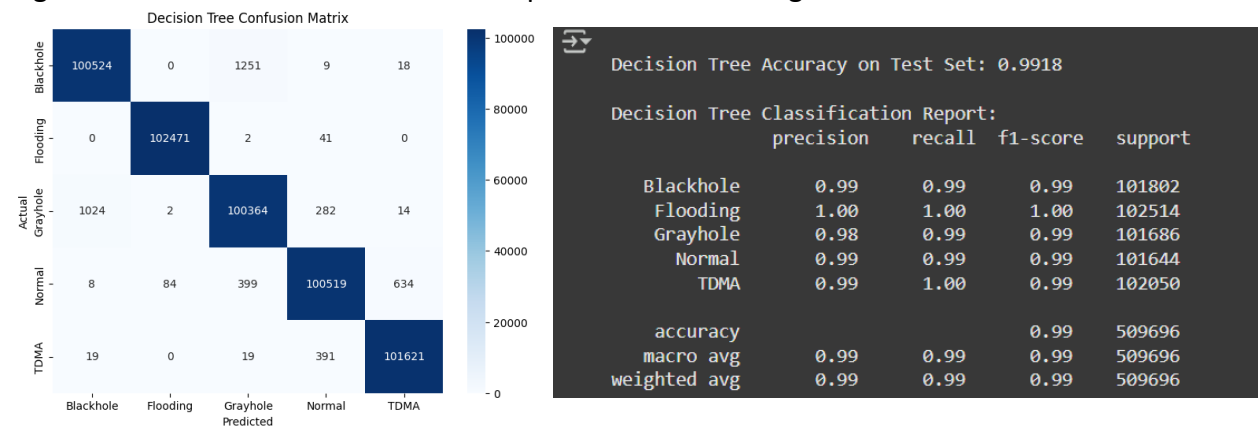 Decision Tree Confusion Matrix
Blackhole 100524 0 1251 9 18
Flooding 0 102471 2 41 0
Grayhole 1024 2 100364 282 14
Normal 8 84 399 100519 634
TDMA 19 0 19 391 101621
Actual
Blackhole Flooding Grayhole Normal TDMA
Predicted
100000
80000
60000
40000
20000
0
Decision Tree Accuracy on Test Set: 0.9918
Decision Tree Classification Report:
precision recall f1-score support
Blackhole 0.99 0.99 0.99 101802
Flooding 1.00 1.00 1.00 102514
Grayhole 0.98 0.99 0.99 101686
Normal 0.99 0.99 0.99 101644
TDMA 0.99 1.00 0.99 102050
accuracy 0.99 509696
macro avg 0.99 0.99 0.99 509696
weighted avg 0.99 0.99 0.99 509696